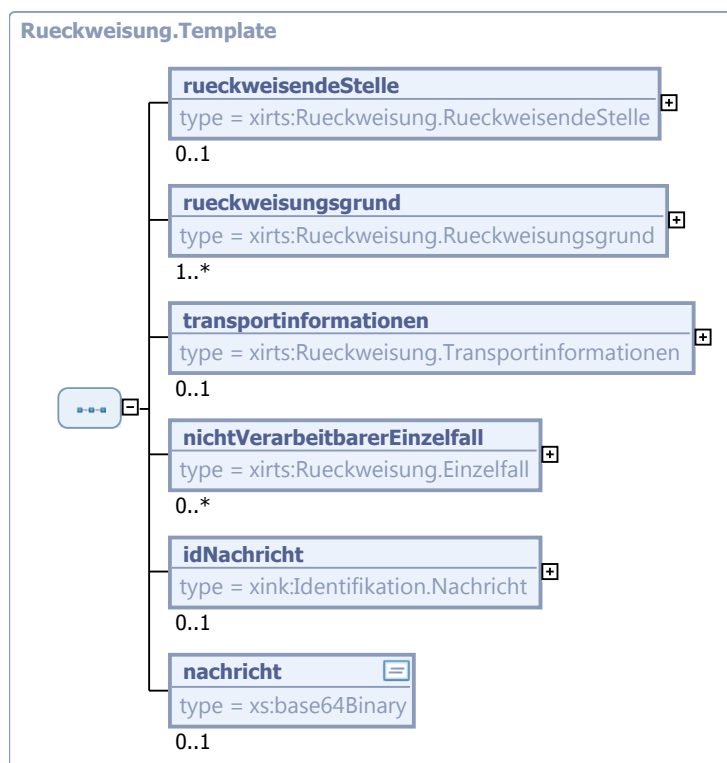 Rueckweisung.Template
rueckweisendeStelle
type = xirts:Rueckweisung.RueckweisendeStelle
0..1
rueckweisungsgrund
type = xirts:Rueckweisung.Rueckweisungsgrund
1..*
transportinformationen
type = xirts:Rueckweisung.Transportinformationen
0..1
nichtVerarbeitbarerEinzelfall
type = xirts:Rueckweisung.Einzelfall
0..*
idNachricht
type = xink:Identifikation.Nachricht
0..1
nachricht
type = xs:base64Binary
0..1